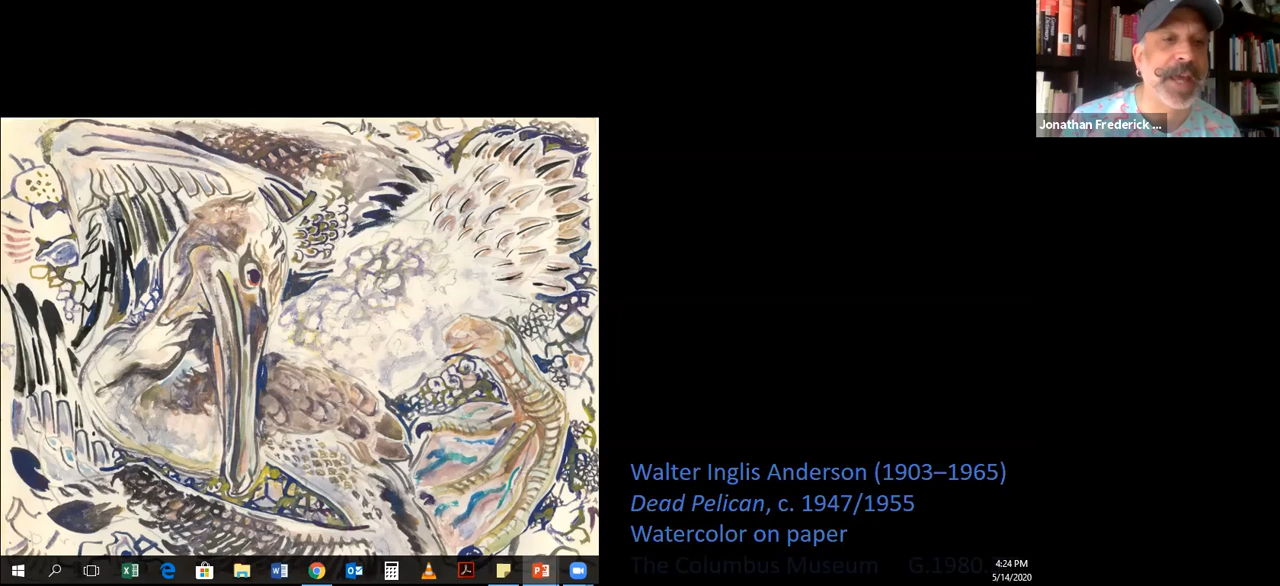 Jonathan Frederick ...
Walter Inglis Anderson (1903–1965)
Dead Pelican, c. 1947/1955
Watercolor on paper
The Columbus Museum G.1980.
4:24 PM
5/14/2020